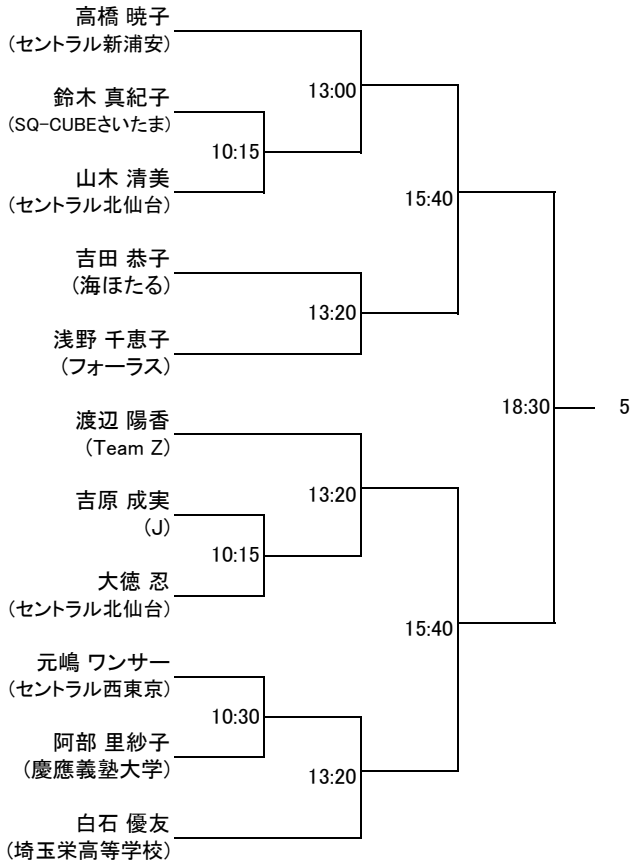 高橋 暁子
(セントラル新浦安)
13:00
鈴木 真紀子
(SQ-CUBEさいたま)
10:15
山木 清美
(セントラル北仙台)
15:40
吉田 恭子
(海ほたる)
13:20
浅野 千恵子
(フォーラス)
18:30
5
渡辺 陽香
(Team Z)
13:20
吉原 成実
(J)
10:15
大徳 忍
(セントラル北仙台)
15:40
元嶋 ワンサー
(セントラル西東京)
10:30
阿部 里紗子
(慶應義塾大学)
13:20
白石 優友
(埼玉栄高等学校)